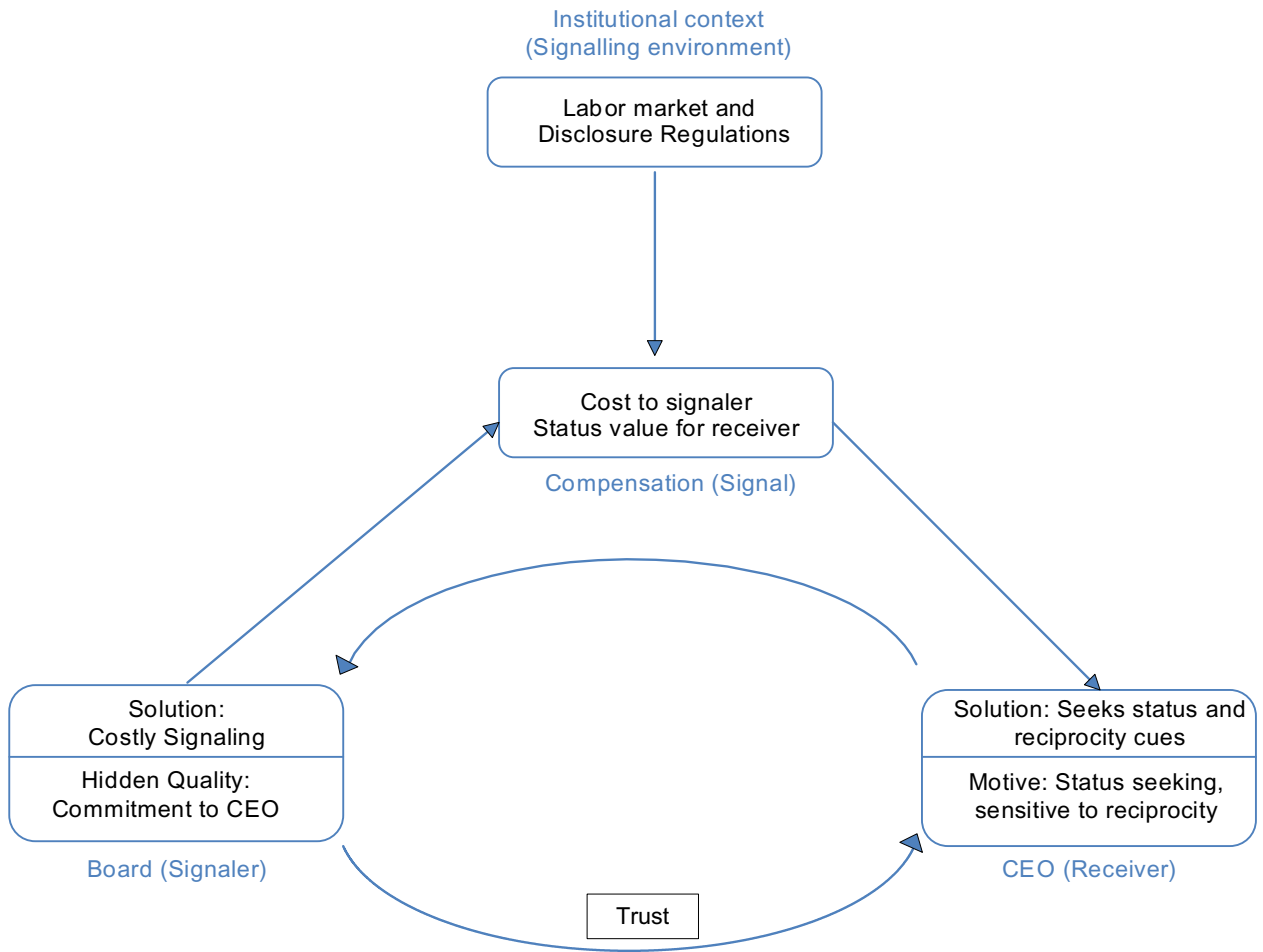 Institutional context
(Signalling environment)
Labor market and
Disclosure Regulations
Cost to signaler
Status value for receiver
Compensation (Signal)
Solution:
Costly Signaling
Hidden Quality:
Commitment to CEO
Board (Signaler)
Solution: Seeks status and
reciprocity cues
Motive: Status seeking,
sensitive to reciprocity
CEO (Receiver)
Trust